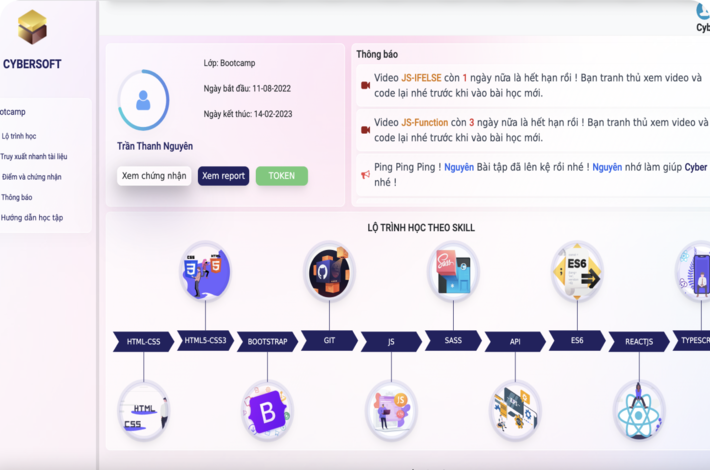 CYBERSOFT
otcamp
Lộ trình học
Truy xuất nhanh tài liệu
Điểm và chứng nhận
Thông báo
Hướng dẫn học tập
Cyb
Lớp: Bootcamp
Ngày bắt đầu: 11-08-2022
Ngày kết thúc: 14-02-2023
Trần Thanh Nguyên
Xem chứng nhận
Xem report
TOKEN
Thông báo
Video JS-IFELSE còn 1 ngày nữa là hết hạn rồi ! Bạn tranh thủ xem video và
code lại nhé trước khi vào bài học mới.
Video JS-Function còn 3 ngày nữa là hết hạn rồi ! Bạn tranh thủ xem video và
code lại nhé trước khi vào bài học mới.
Ping Ping Ping ! Nguyên Bài tập đã lên kệ rồi nhé ! Nguyên nhớ làm giúp Cyber
nhé !
LỘ TRÌNH HỌC THEO SKILL
CSS
3
HTML
5
Sass
ES6
HTML-CSS
HTML5-CSS3
BOOTSTRAP
GIT
JS
SASS
API
ES6
REACTJS
TYPESCR
HTML
CSS
B
JS
API